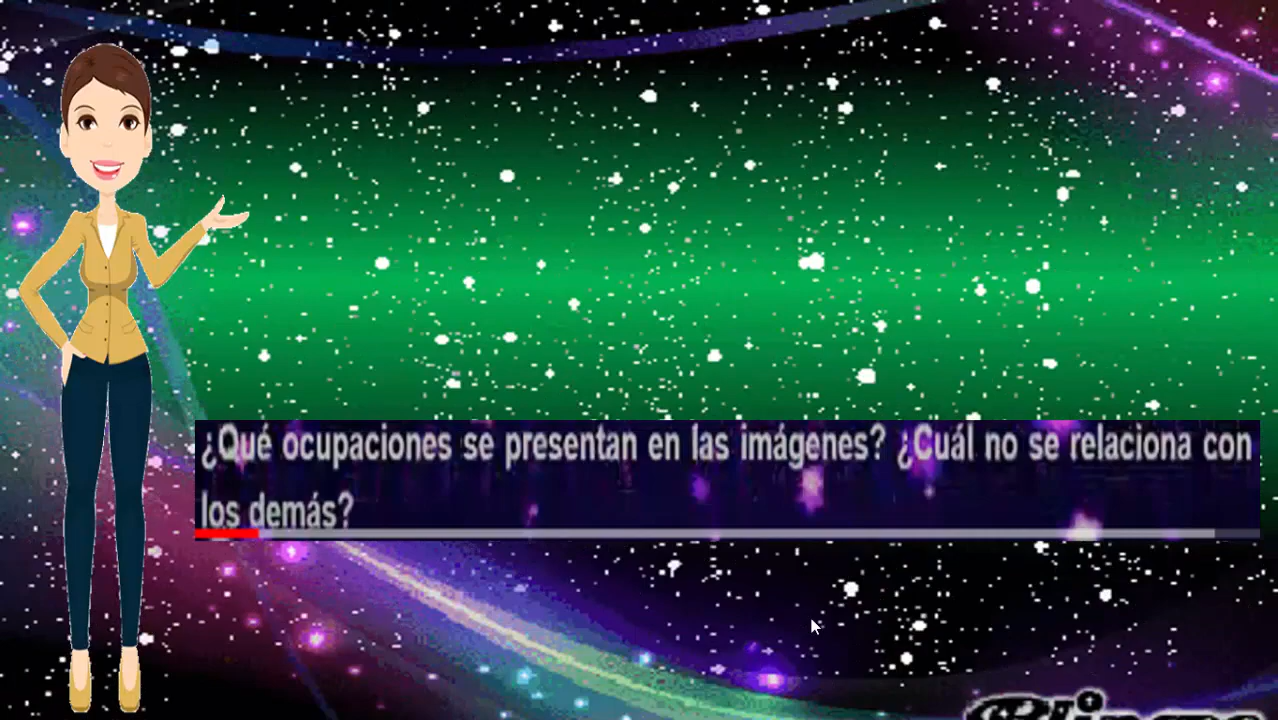 ¿Qué ocupaciones se presentan en las imágenes? ¿Cuál no se relaciona con
los demás?